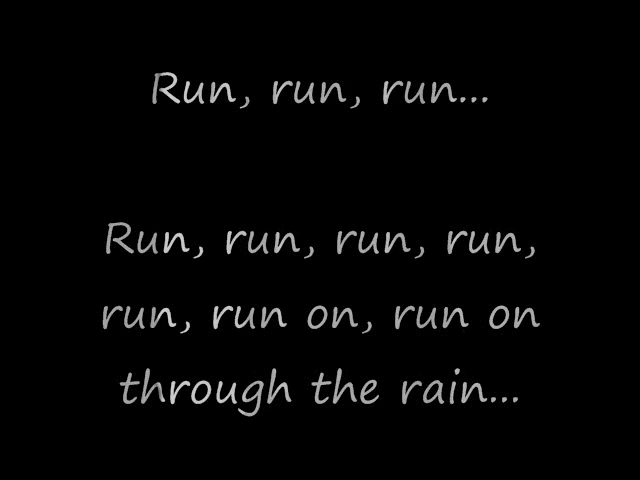 Run, run, run...
Run, run, run, run,
run, run on, run on
through the rain...